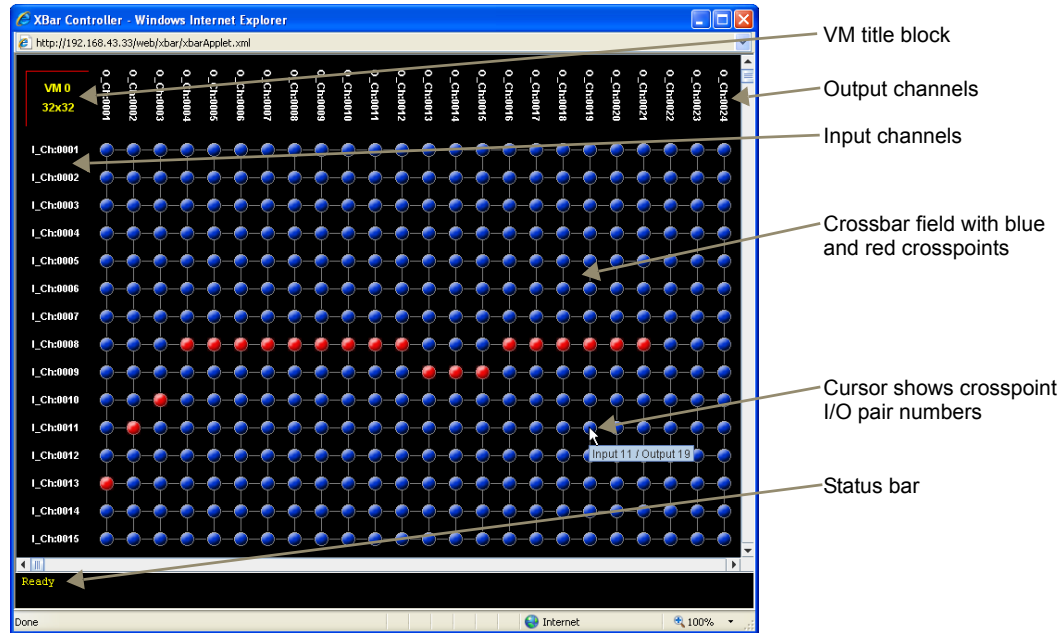 XBar Controller - Windows Internet Explorer
http://192.168.43.33/web/xbar/xbarApplet.xml
VM 0
32x32
O_Ch:0001
O_Ch:0002
O_Ch:0003
O_Ch:0004
O_Ch:0005
O_Ch:0006
O_Ch:0007
O_Ch:0008
O_Ch:0009
O_Ch:0010
O_Ch:0011
O_Ch:0012
O_Ch:0013
O_Ch:0014
O_Ch:0015
O_Ch:0016
O_Ch:0017
O_Ch:0018
O_Ch:0019
O_Ch:0020
O_Ch:0021
O_Ch:0022
O_Ch:0023
O_Ch:0024
I_Ch:0001
I_Ch:0002
I_Ch:0003
I_Ch:0004
I_Ch:0005
I_Ch:0006
I_Ch:0007
I_Ch:0008
I_Ch:0009
I_Ch:0010
I_Ch:0011
Input 11 / Output 19
I_Ch:0012
I_Ch:0013
I_Ch:0014
I_Ch:0015
Ready
Done
Internet
100%
VM title block
Output channels
Input channels
Crossbar field with blue
and red crosspoints
Cursor shows crosspoint
I/O pair numbers
Status bar